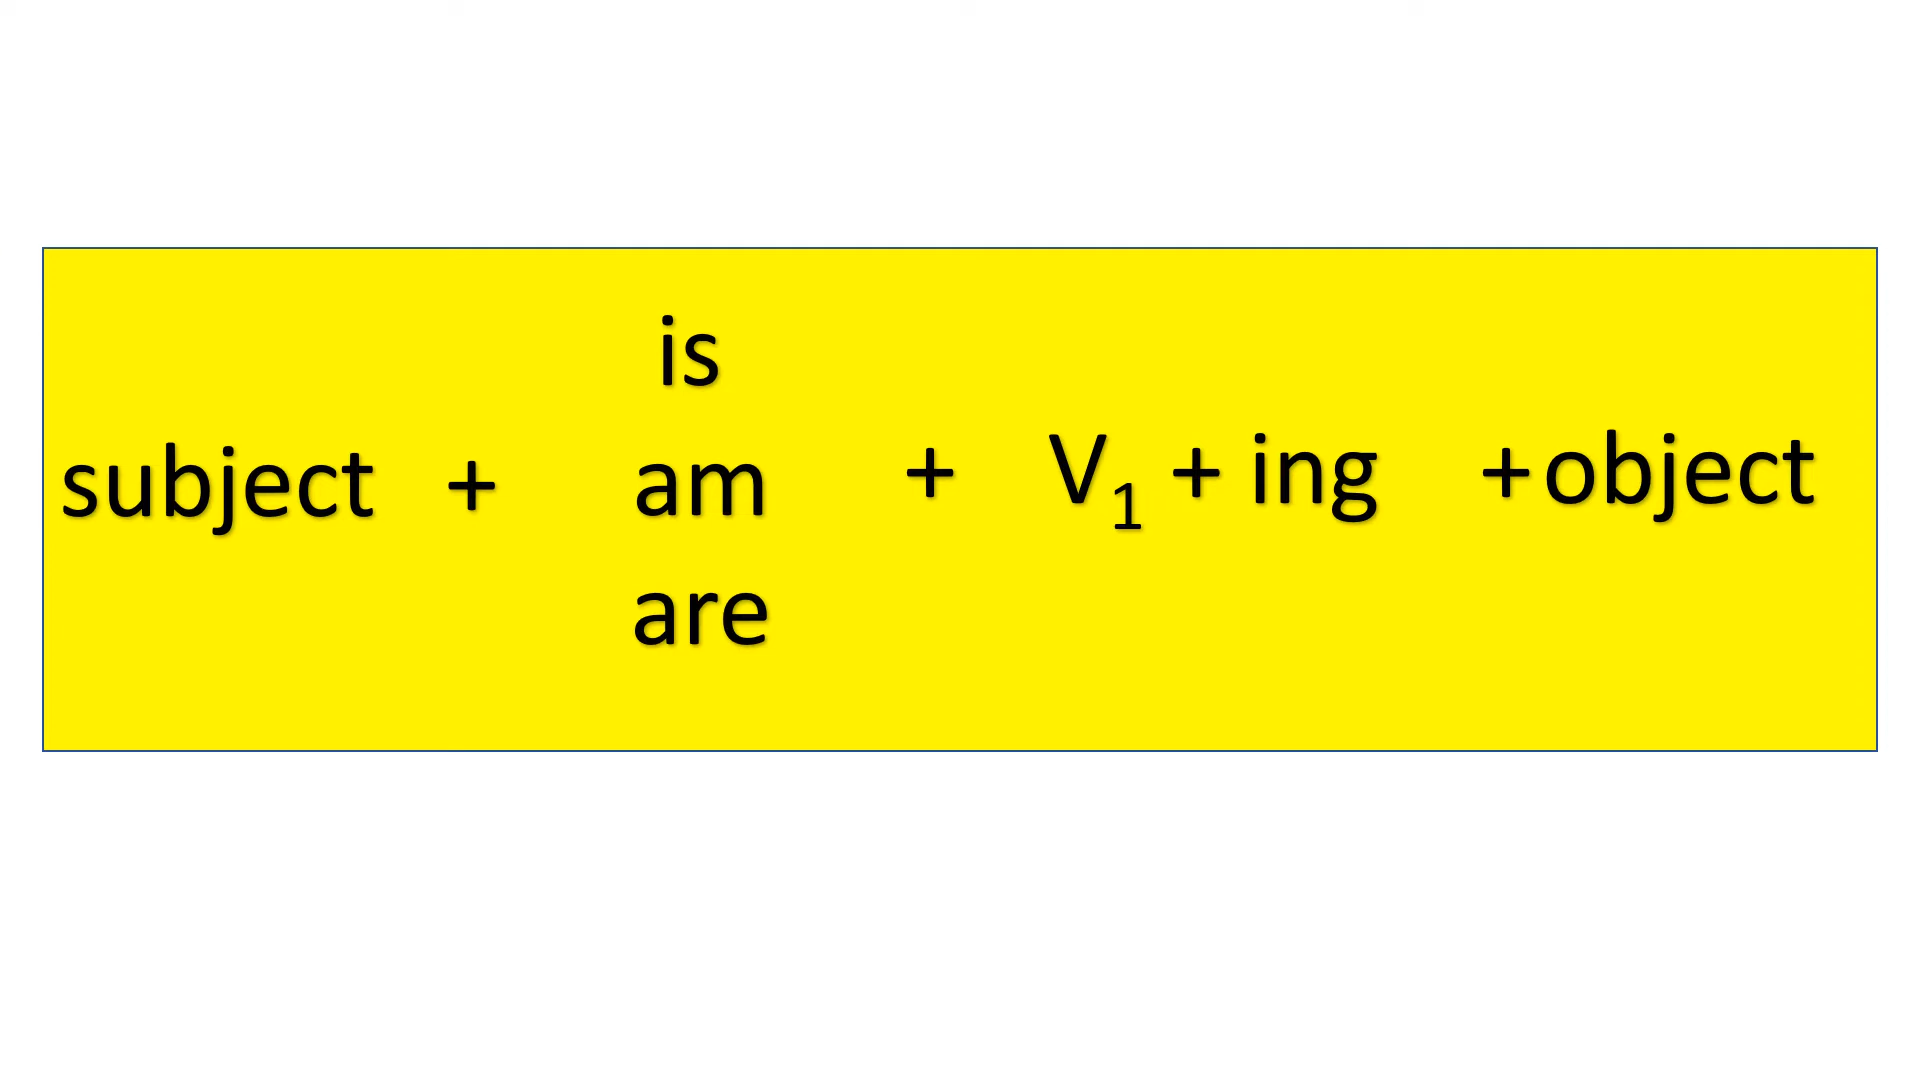 is
subject + am + V₁ + ing +object
are